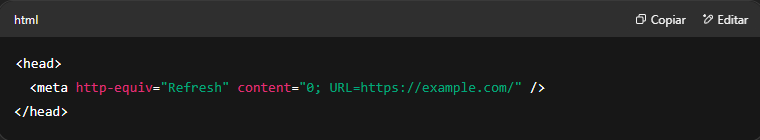 html Copiar Editar
<head>
<meta http-equiv="Refresh" content="0; URL=https://example.com/" />
</head>